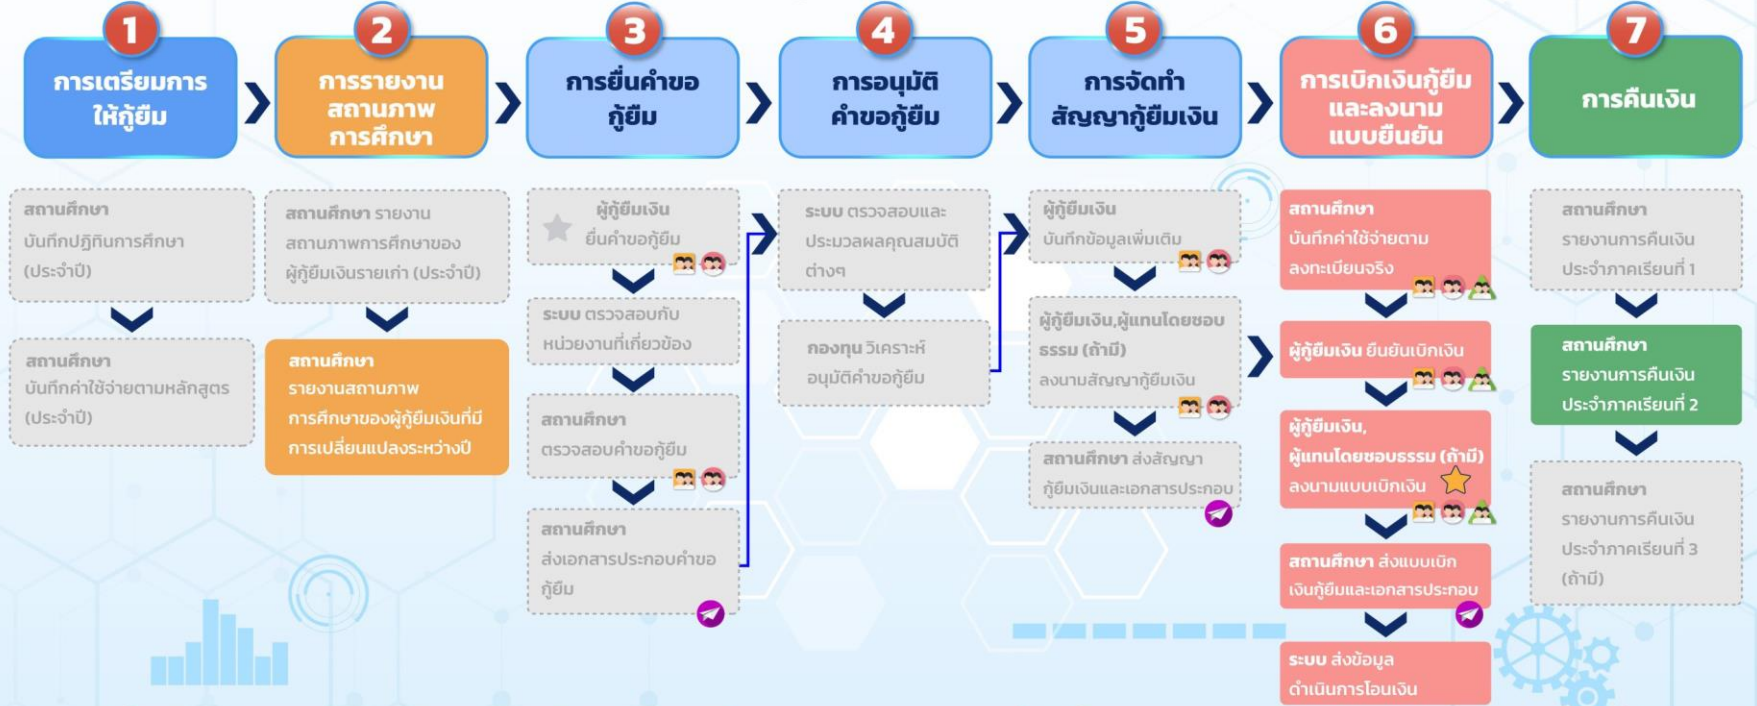 1
การเตรียมการ
ให้กู้ยืม
2
การรายงาน
สถานภาพ
การศึกษา
3
การยื่นคำขอ
กู้ยืม
4
การอนุมัติ
คำขอกู้ยืม
5
การจัดทำ
สัญญากู้ยืมเงิน
6
การเบิกเงินกู้ยืม
และลงนาม
แบบยืนยัน
7
การคืนเงิน
สถานศึกษา
บันทึกปฏิทินการศึกษา
(ประจำปี)
สถานศึกษา
บันทึกค่าใช้จ่ายตามหลักสูตร
(ประจำปี)
สถานศึกษา รายงาน
สถานภาพการศึกษาของ
ผู้กู้ยืมเงินรายเก่า (ประจำปี)
สถานศึกษา
รายงานสถานภาพ
การศึกษาของผู้กู้ยืมเงินที่มี
การเปลี่ยนแปลงระหว่างปี
ผู้กู้ยืมเงิน
ยื่นคำขอกู้ยืม
ระบบ ตรวจสอบกับ
หน่วยงานที่เกี่ยวข้อง
สถานศึกษา
ตรวจสอบคำขอกู้ยืม
สถานศึกษา
ส่งเอกสารประกอบคำขอ
กู้ยืม
ระบบ ตรวจสอบและ
ประมวลผลคุณสมบัติ
ต่างๆ
กองทุน วิเคราะห์
อนุมัติคำขอกู้ยืม
ผู้กู้ยืมเงิน
บันทึกข้อมูลเพิ่มเติม
ผู้กู้ยืมเงิน,ผู้แทนโดยชอบ
ธรรม (ถ้ามี)
ลงนามสัญญากู้ยืมเงิน
สถานศึกษา ส่งสัญญา
กู้ยืมเงินและเอกสารประกอบ
สถานศึกษา
บันทึกค่าใช้จ่ายตาม
ลงทะเบียนจริง
ผู้กู้ยืมเงิน ยืนยันเบิกเงิน
ผู้กู้ยืมเงิน,
ผู้แทนโดยชอบธรรม (ถ้ามี)
ลงนามแบบเบิกเงิน
สถานศึกษา ส่งแบบเบิก
เงินกู้ยืมและเอกสารประกอบ
ระบบ ส่งข้อมูล
ดำเนินการโอนเงิน
สถานศึกษา
รายงานการคืนเงิน
ประจำภาคเรียนที่ 1
สถานศึกษา
รายงานการคืนเงิน
ประจำภาคเรียนที่ 2
สถานศึกษา
รายงานการคืนเงิน
ประจำภาคเรียนที่ 3
(ถ้ามี)